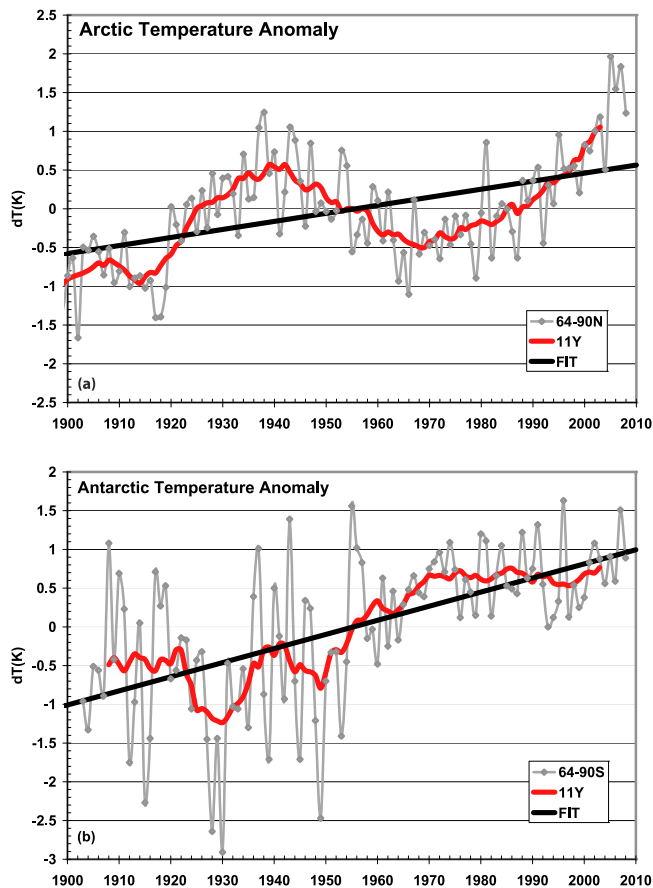 Arctic Temperature Anomaly
2.5
2
1.5
1
0.5
0
-0.5
-1
-1.5
-2
-2.5
dT(K)
64-90N
11Y
FIT
(a)
1900 1910 1920 1930 1940 1950 1960 1970 1980 1990 2000 2010
Antarctic Temperature Anomaly
2
1.5
1
0.5
0
-0.5
-1
-1.5
-2
-2.5
-3
dT(K)
64-90S
11Y
FIT
(b)
1900 1910 1920 1930 1940 1950 1960 1970 1980 1990 2000 2010